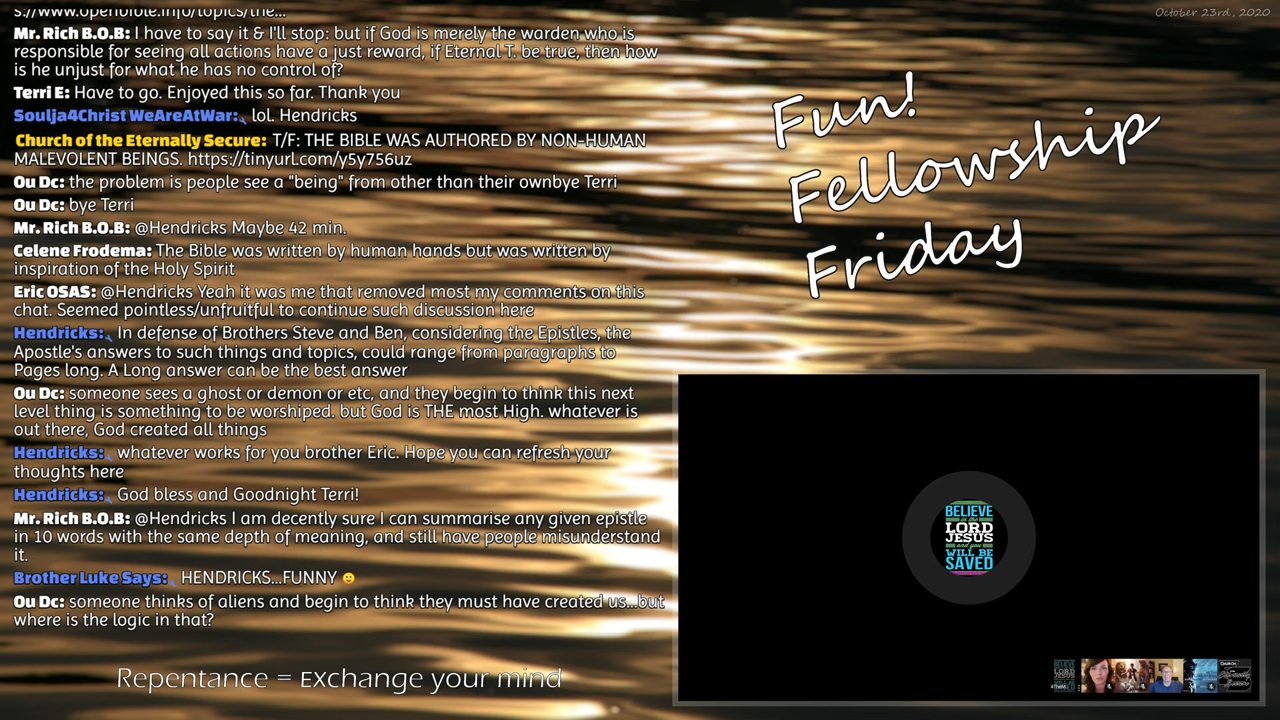 s://www.openbible.info/topics/the...
October 23rd, 2020
Mr. Rich B.O.B: I have to say it & I'll stop: but if God is merely the warden who is
responsible for seeing all actions have a just reward, if Eternal T. be true, then how
is he unjust for what he has no control of?
Terri E: Have to go. Enjoyed this so far. Thank you
Soulja4Christ WeAreAtWar: lol. Hendricks
Church of the Eternally Secure: T/F: THE BIBLE WAS AUTHORED BY NON-HUMAN
MALEVOLENT BEINGS. https://tinyurl.com/y5y756uz
Ou Dc: the problem is people see a "being" from other than their ownbye Terri
Ou Dc: bye Terri
Mr. Rich B.O.B: @Hendricks Maybe 42 min.
Celene Frodema: The Bible was written by human hands but was written by
inspiration of the Holy Spirit
Eric OSAS: @Hendricks Yeah it was me that removed most my comments on this
chat. Seemed pointless/unfruitful to continue such discussion here
Hendricks: In defense of Brothers Steve and Ben, considering the Epistles, the
Apostle's answers to such things and topics, could range from paragraphs to
Pages long. A Long answer can be the best answer
Ou Dc: someone sees a ghost or demon or etc, and they begin to think this next
level thing is something to be worshiped. but God is THE most High. whatever is
out there, God created all things
Hendricks: whatever works for you brother Eric. Hope you can refresh your
thoughts here
Hendricks: God bless and Goodnight Terri!
Mr. Rich B.O.B: @Hendricks I am decently sure I can summarise any given epistle
in 10 words with the same depth of meaning, and still have people misunderstand
it.
Brother Luke Says: HENDRICKS...FUNNY
Ou Dc: someone thinks of aliens and begin to think they must have created us...but
where is the logic in that?
Repentance = Exchange your mind
Fun!
Fellowship
Friday
BELIEVE
in the
LORD
JESUS
and you
WILL BE
SAVED